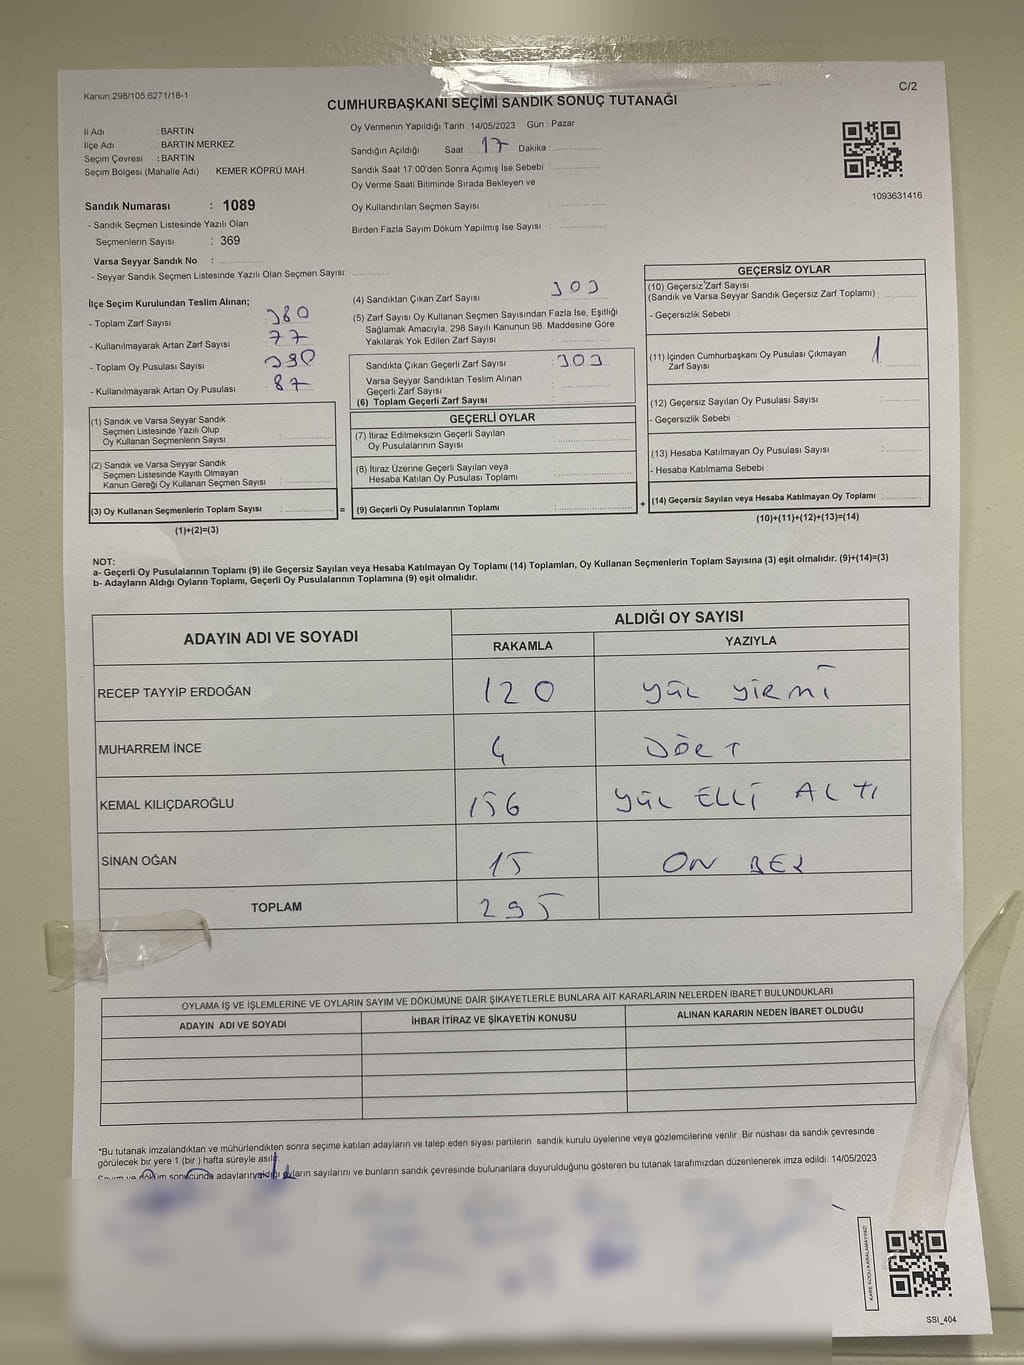 Kanun 298/105,6271/18-1
C/2
CUMHURBAŞKANI SEÇİMİ SANDIK SONUÇ TUTANAĞI
İl Adı : BARTIN
İlçe Adı : BARTIN MERKEZ
Seçim Çevresi : BARTIN
Seçim Bölgesi (Mahalle Adı) : KEMER KÖPRÜ MAH.
Sandık Numarası : 1089
- Sandık Seçmen Listesinde Yazılı Olan
Seçmenlerin Sayısı : 369
Varsa Seyyar Sandık No :
- Seyyar Sandık Seçmen Listesinde Yazılı Olan Seçmen Sayısı:
Oy Vermenin Yapıldığı Tarih :14/05/2023 Gün : Pazar
Sandığın Açıldığı Saat : 17 Dakika :
Sandık Saat 17:00'den Sonra Açımış İse Sebebi :
Oy Verme Saati Bitiminde Sırada Bekleyen ve
Oy Kullandırılan Seçmen Sayısı :
Birden Fazla Sayım Döküm Yapılmış İse Sayısı :
1093631416
İlçe Seçim Kurulundan Teslim Alınan;
- Toplam Zarf Sayısı : 380
- Kullanılmayarak Artan Zarf Sayısı : 77
- Toplam Oy Pusulası Sayısı : 390
- Kullanılmayarak Artan Oy Pusulası : 87
(1) Sandık ve Varsa Seyyar Sandık
Seçmen Listesinde Yazılı Olup
Oy Kullanan Seçmenlerin Sayısı :
(2) Sandık ve Varsa Seyyar Sandık
Seçmen Listesinde Kayıtlı Olmayan
Kanun Gereği Oy Kullanan Seçmen Sayısı :
(3) Oy Kullanan Seçmenlerin Toplam Sayısı :
(1)+(2)=(3)
=
(4) Sandıktan Çıkan Zarf Sayısı : 303
(5) Zarf Sayısı Oy Kullanan Seçmen Sayısından Fazla İse, Eşitliği
Sağlamak Amacıyla, 298 Sayılı Kanunun 98. Maddesine Göre
Yakılarak Yok Edilen Zarf Sayısı :
Sandıkta Çıkan Geçerli Zarf Sayısı : 303
Varsa Seyyar Sandıktan Teslim Alınan
Geçerli Zarf Sayısı :
(6) Toplam Geçerli Zarf Sayısı :
GEÇERLİ OYLAR
(7) İtiraz Edilmeksizin Geçerli Sayılan
Oy Pusulalarının Sayısı :
(8) İtiraz Üzerine Geçerli Sayılan veya
Hesaba Katılan Oy Pusulası Toplamı :
(9) Geçerli Oy Pusulalarının Toplamı :
+
GEÇERSİZ OYLAR
(10) Geçersiz Zarf Sayısı
(Sandık ve Varsa Seyyar Sandık Geçersiz Zarf Toplamı) :
- Geçersizlik Sebebi :
(11) İçinden Cumhurbaşkanı Oy Pusulası Çıkmayan
Zarf Sayısı : 1
(12) Geçersiz Sayılan Oy Pusulası Sayısı :
- Geçersizlik Sebebi :
(13) Hesaba Katılmayan Oy Pusulası Sayısı :
- Hesaba Katılmama Sebebi :
(14) Geçersiz Sayılan veya Hesaba Katılmayan Oy Toplamı :
(10)+(11)+(12)+(13)=(14)
NOT:
a- Geçerli Oy Pusulalarının Toplamı (9) ile Geçersiz Sayılan veya Hesaba Katılmayan Oy Toplamı (14) Toplamları, Oy Kullanan Seçmenlerin Toplam Sayısına (3) eşit olmalıdır. (9)+(14)=(3)
b- Adayların Aldığı Oyların Toplamı, Geçerli Oy Pusulalarının Toplamına (9) eşit olmalıdır.
ADAYIN ADI VE SOYADI
ALDIĞI OY SAYISI
RAKAMLA YAZIYLA
RECEP TAYYİP ERDOĞAN 120 YÜZ YİRMİ
MUHARREM İNCE 4 DÖRT
KEMAL KILIÇDAROĞLU 156 YÜZ ELLİ ALTI
SİNAN OĞAN 15 ON BEŞ
TOPLAM 295
OYLAMA İŞ VE İŞLEMLERİNE VE OYLARIN SAYIM VE DÖKÜMÜNE DAİR ŞİKAYETLERLE BUNLARA AİT KARARLARIN NELERDEN İBARET BULUNDUKLARI
ADAYIN ADI VE SOYADI İHBAR İTİRAZ VE ŞİKAYETİN KONUSU ALINAN KARARIN NEDEN İBARET OLDUĞU
*Bu tutanak imzalandıktan ve mühürlendikten sonra seçime katılan adayların ve talep eden siyasi partilerin sandık kurulu üyelerine veya gözlemcilerine verilir. Bir nüshası da sandık çevresinde
görülecek bir yere 1 (bir ) hafta süreyle asılır.
Sayım ve döküm sonucunda adayların aldığı oyların sayılarını ve bunların sandık çevresinde bulunanlara duyurulduğunu gösteren bu tutanak tarafımızdan düzenlenerek imza edildi. 14/05/2023
KARE KODU KARALAMAYINIZ!
SSI_404